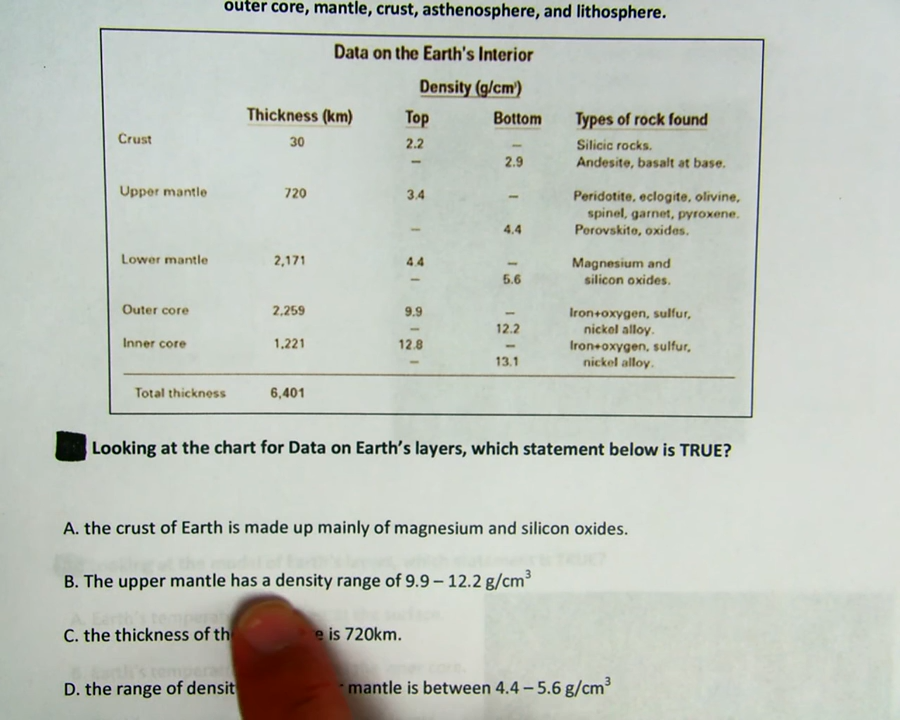 outer core, mantle, crust, asthenosphere, and lithosphere.
Data on the Earth's Interior
Density (g/cm³)
Thickness (km) Top Bottom Types of rock found
Crust 30 2.2 – Silicic rocks.
– 2.9 Andesite, basalt at base.
Upper mantle 720 3.4 – Peridotite, eclogite, olivine,
spinel, garnet, pyroxene.
– 4.4 Perovskite, oxides.
Lower mantle 2,171 4.4 – Magnesium and
– 5.6 silicon oxides.
Outer core 2,259 9.9 – Iron+oxygen, sulfur,
– 12.2 nickel alloy.
Inner core 1,221 12.8 – Iron+oxygen, sulfur,
– 13.1 nickel alloy.
Total thickness 6,401
Looking at the chart for Data on Earth's layers, which statement below is TRUE?
A. the crust of Earth is made up mainly of magnesium and silicon oxides.
B. The upper mantle has a density range of 9.9 – 12.2 g/cm³
C. the thickness of is 720km.
D. the range of mantle is between 4.4 – 5.6 g/cm³